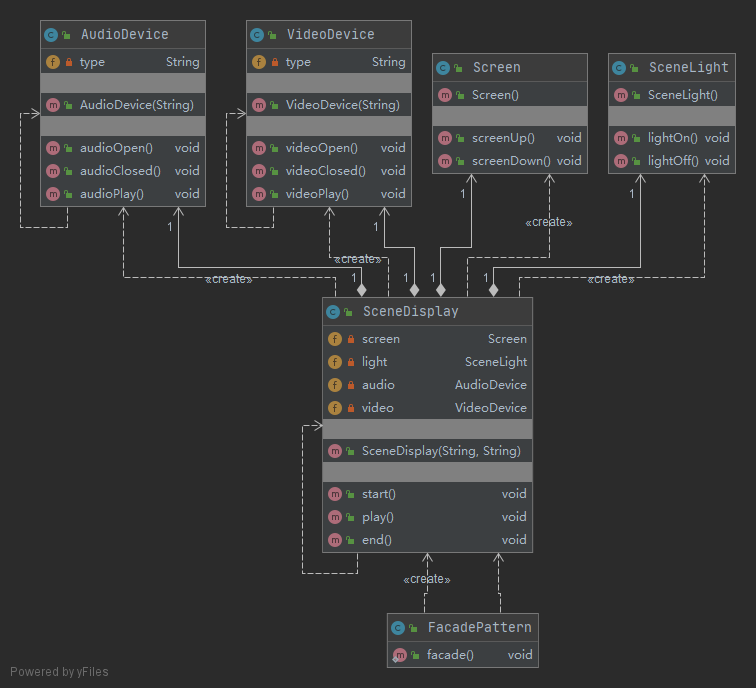 AudioDevice
type String
AudioDevice(String)
audioOpen() void
audioClosed() void
audioPlay() void
VideoDevice
type String
VideoDevice(String)
videoOpen() void
videoClosed() void
videoPlay() void
Screen
Screen()
screenUp() void
screenDown() void
SceneLight
SceneLight()
lightOn() void
lightOff() void
1
1
1
1
«create»
«create»
«create»
«create»
1
1
1
1
SceneDisplay
screen Screen
light SceneLight
audio AudioDevice
video VideoDevice
SceneDisplay(String, String)
start() void
play() void
end() void
«create»
FacadePattern
facade() void
Powered by yFiles